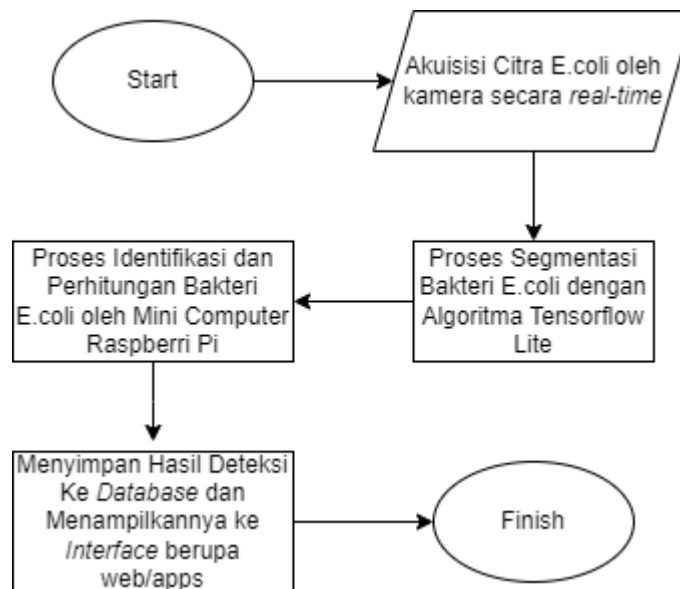 Start
Akuisisi Citra E.coli oleh
kamera secara real-time
Proses Segmentasi
Bakteri E.coli dengan
Algoritma Tensorflow
Lite
Proses Identifikasi dan
Perhitungan Bakteri
E.coli oleh Mini Computer
Raspberri Pi
Menyimpan Hasil Deteksi
Ke Database dan
Menampilkannya ke
Interface berupa
web/apps
Finish